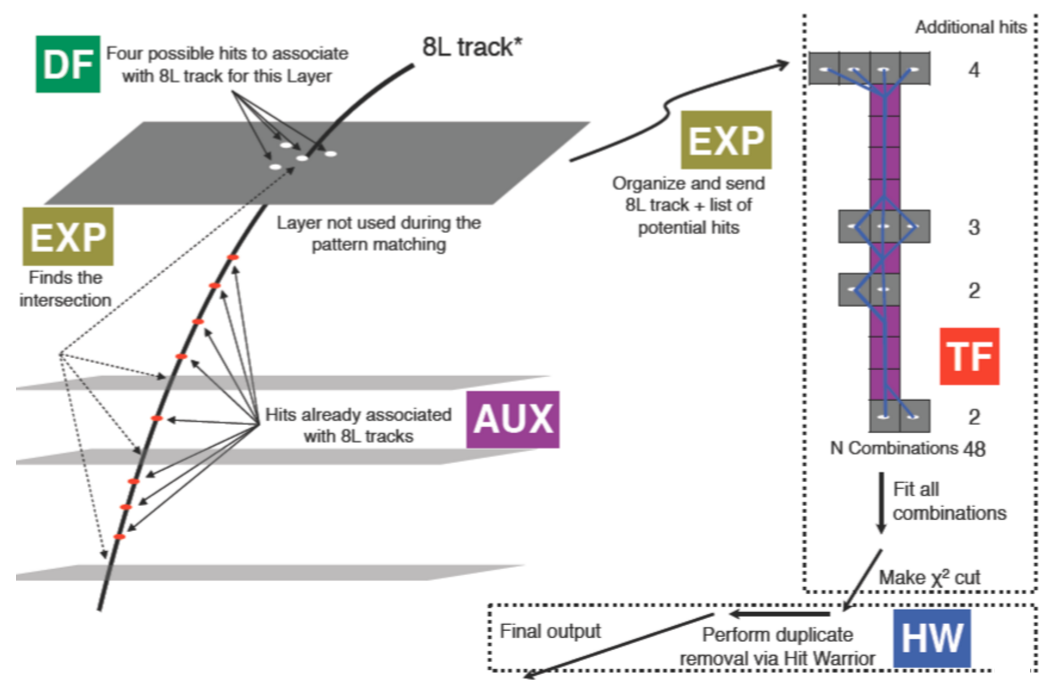 DF
Four possible hits to associate
with 8L track for this Layer
8L track*
EXP
Organize and send
8L track + list of
potential hits
EXP
Finds the
intersection
Layer not used during the
pattern matching
Hits already associated
with 8L tracks
AUX
Additional hits
4
3
2
TF
2
N Combinations 48
Fit all
combinations
Make χ² cut
HW
Perform duplicate
removal via Hit Warrior
Final output